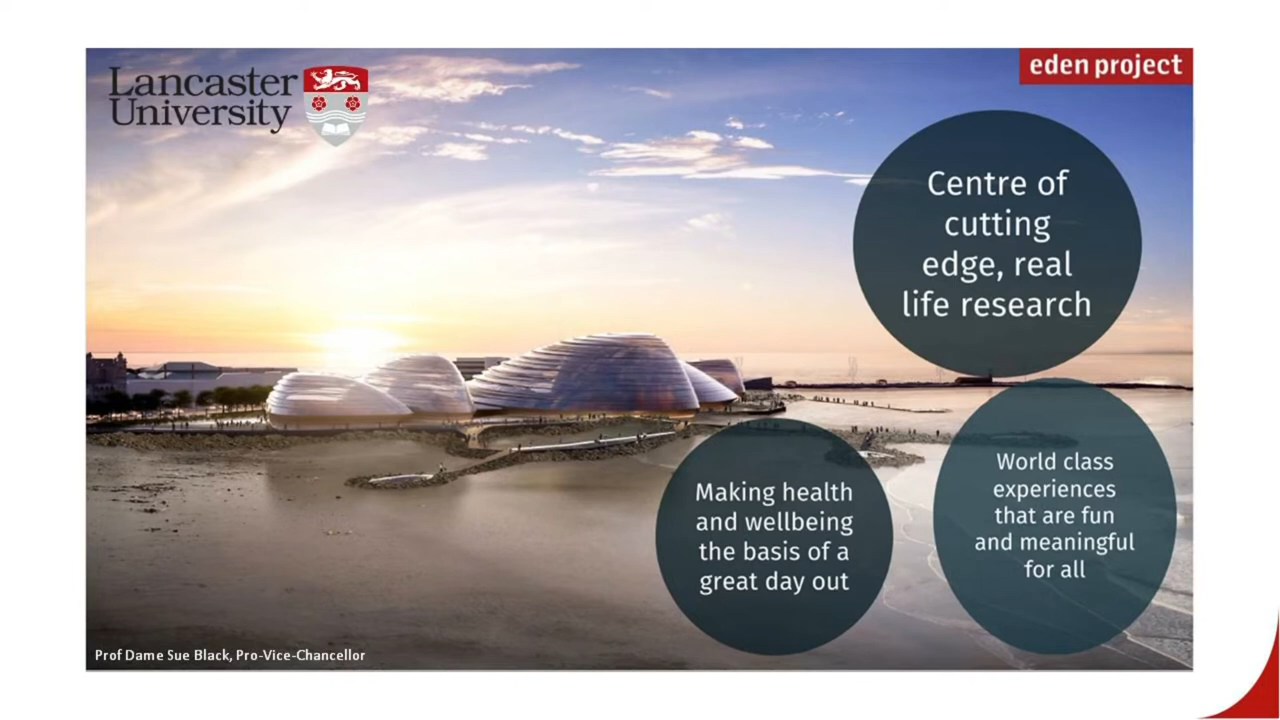 Lancaster
University
eden project
Centre of
cutting
edge, real
life research
Making health
and wellbeing
the basis of a
great day out
World class
experiences
that are fun
and meaningful
for all
Prof Dame Sue Black, Pro-Vice-Chancellor